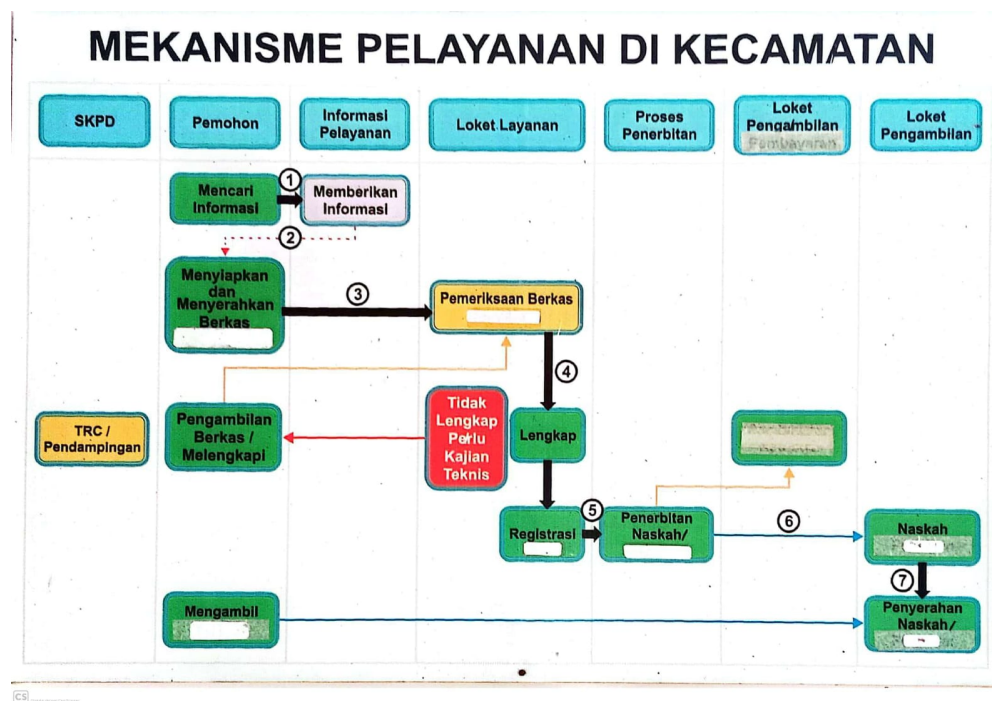 MEKANISME PELAYANAN DI KECAMATAN
SKPD
Pemohon
Informasi
Pelayanan
Loket Layanan
Proses
Penerbitan
Loket
Pengambilan
Pembayaran
Loket
Pengambilan
Mencari
Informasi
1
Memberikan
Informasi
2
Menyiapkan
dan
Menyerahkan
Berkas
3
Pemeriksaan Berkas
4
TRC /
Pendampingan
Pengambilan
Berkas /
Melengkapi
Tidak
Lengkap
Perlu
Kajian
Teknis
Lengkap
Registrasi
5
Penerbitan
Naskah/
6
Naskah
7
Mengambil
Penyerahan
Naskah/
CS